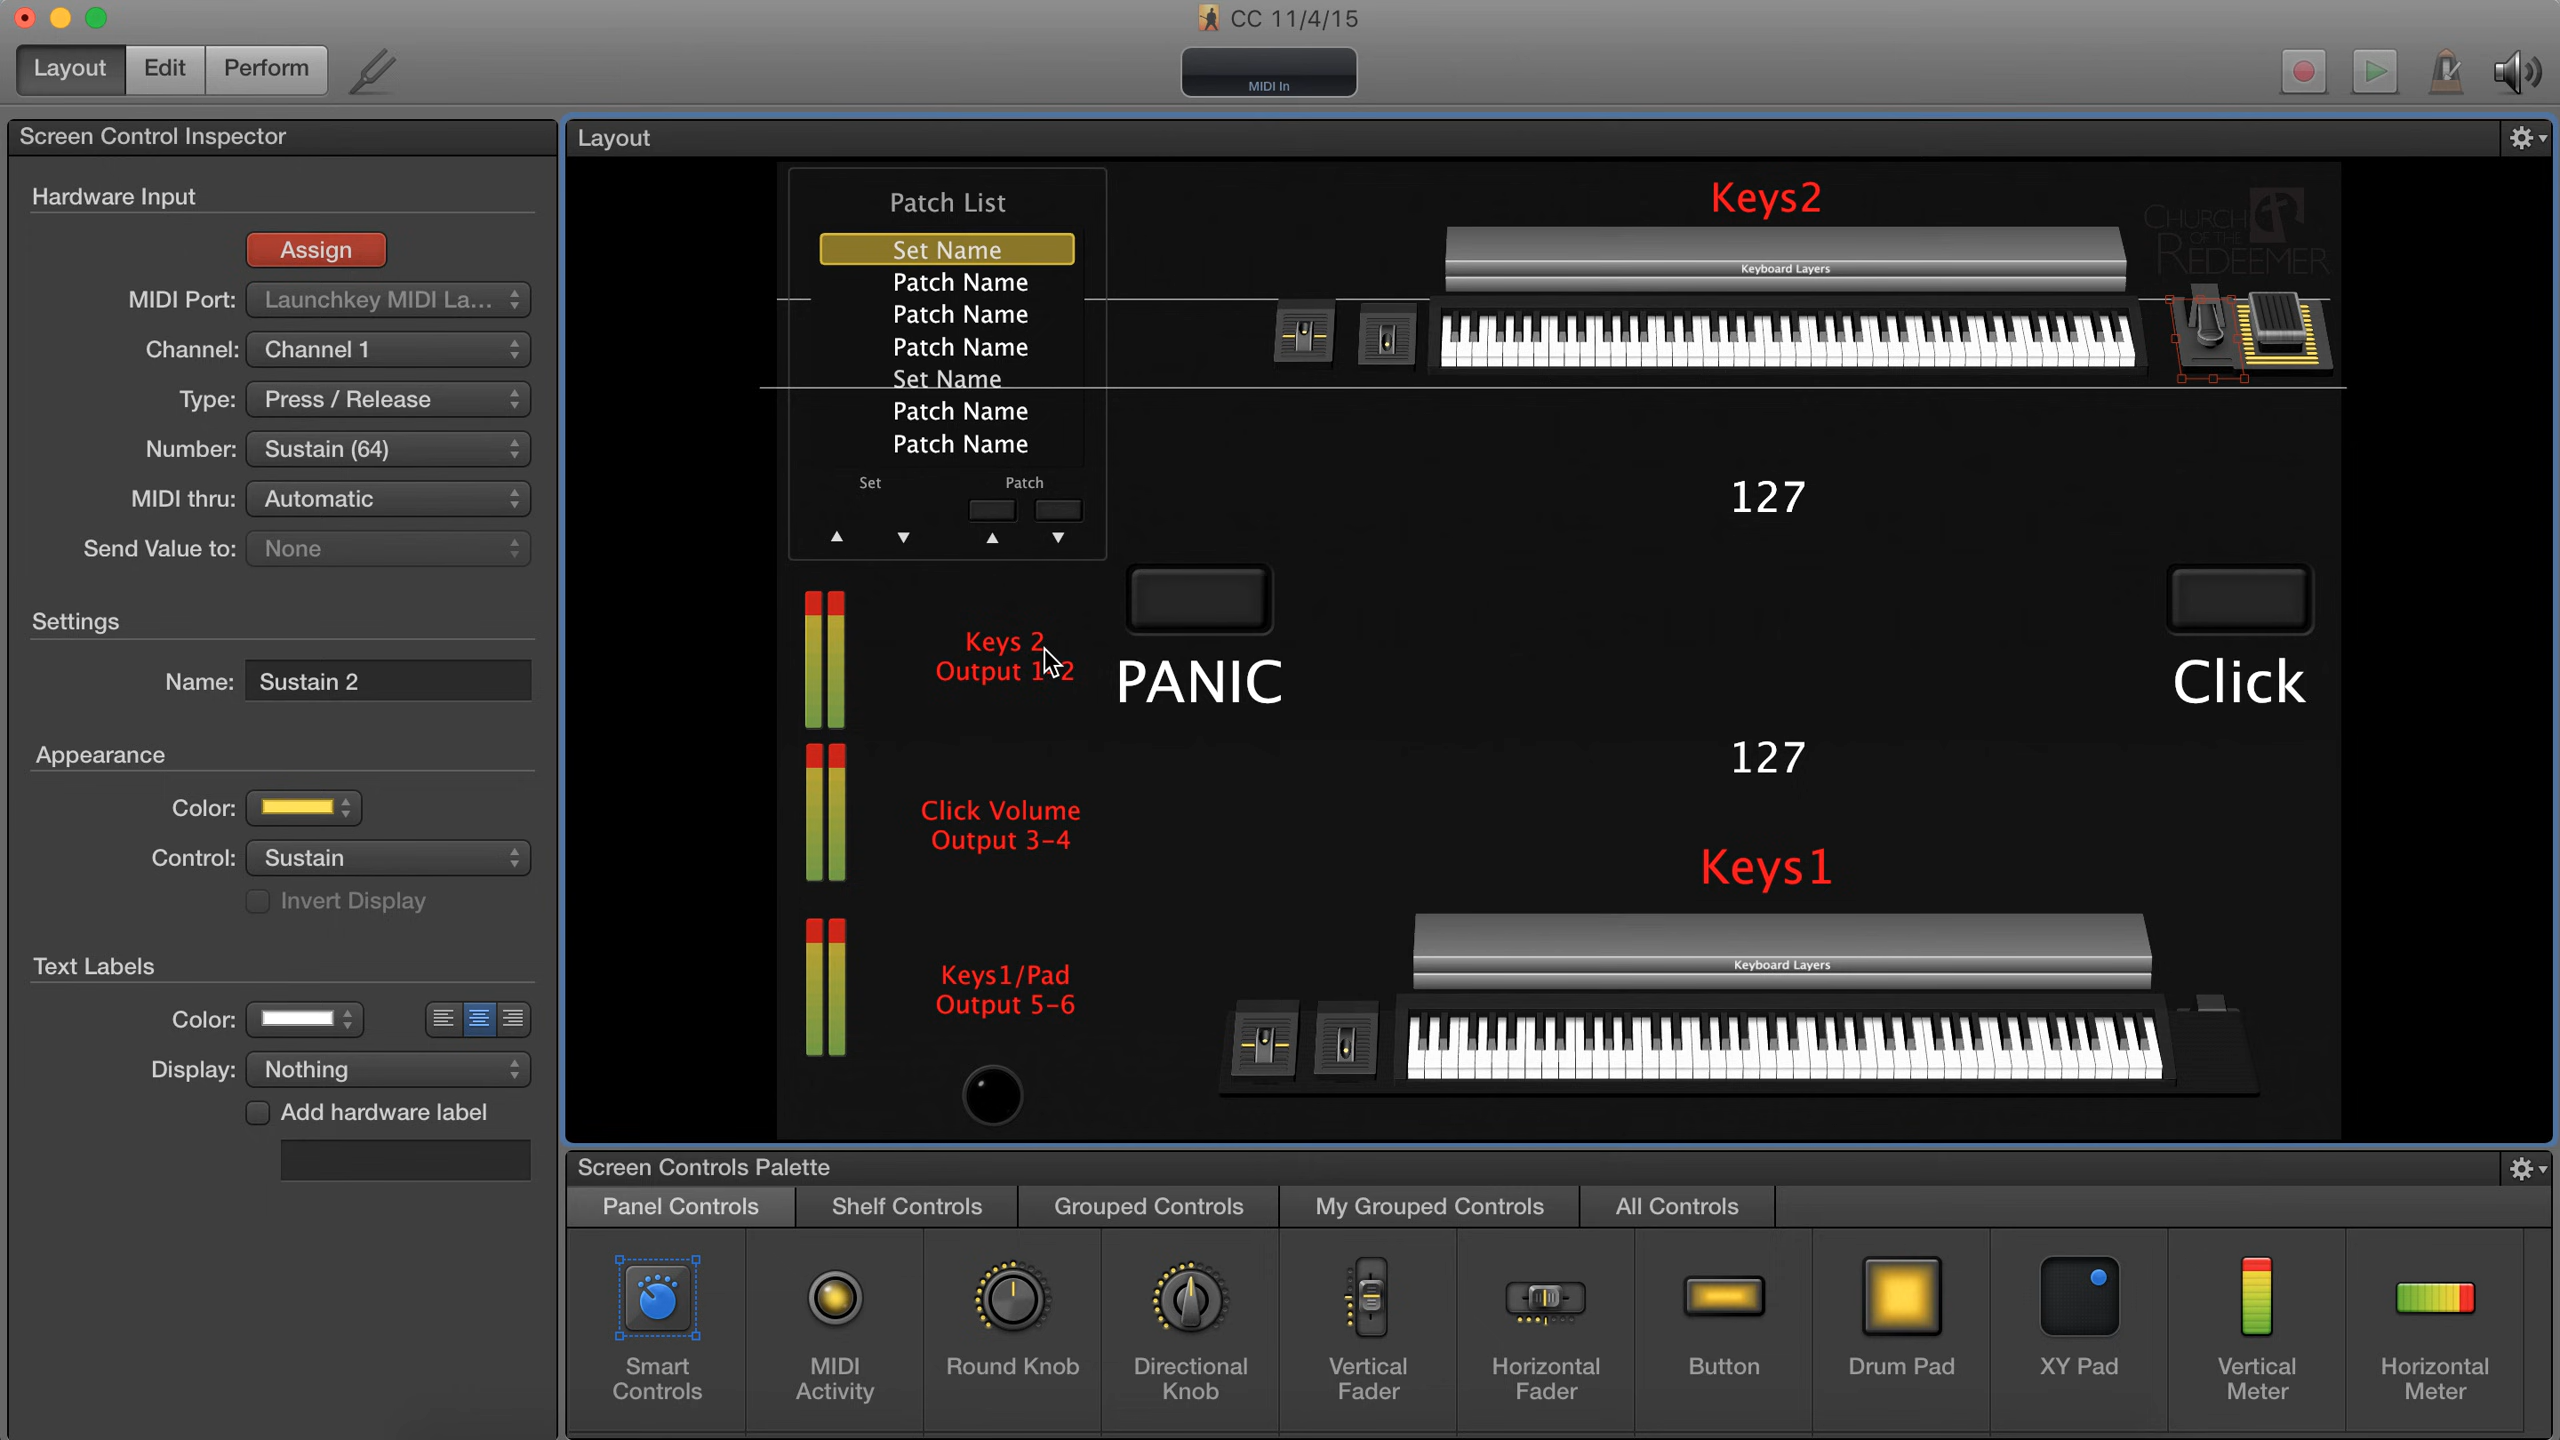 CC 11/4/15
Layout
Edit
Perform
MIDI In
Screen Control Inspector
Hardware Input
Assign
MIDI Port: Launchkey MIDI La...
Channel: Channel 1
Type: Press / Release
Number: Sustain (64)
MIDI thru: Automatic
Send Value to: None
Settings
Name: Sustain 2
Appearance
Color:
Control: Sustain
Invert Display
Text Labels
Color:
Display: Nothing
Add hardware label
Layout
Patch List
Set Name
Patch Name
Patch Name
Patch Name
Set Name
Patch Name
Patch Name
Set
Patch
Keys2
Keyboard Layers
CHURCH
OF THE
REDEEMER
127
Keys 2
Output 1-2
PANIC
Click
127
Click Volume
Output 3-4
Keys1
Keyboard Layers
Keys1/Pad
Output 5-6
Screen Controls Palette
Panel Controls
Shelf Controls
Grouped Controls
My Grouped Controls
All Controls
Smart
Controls
MIDI
Activity
Round Knob
Directional
Knob
Vertical
Fader
Horizontal
Fader
Button
Drum Pad
XY Pad
Vertical
Meter
Horizontal
Meter